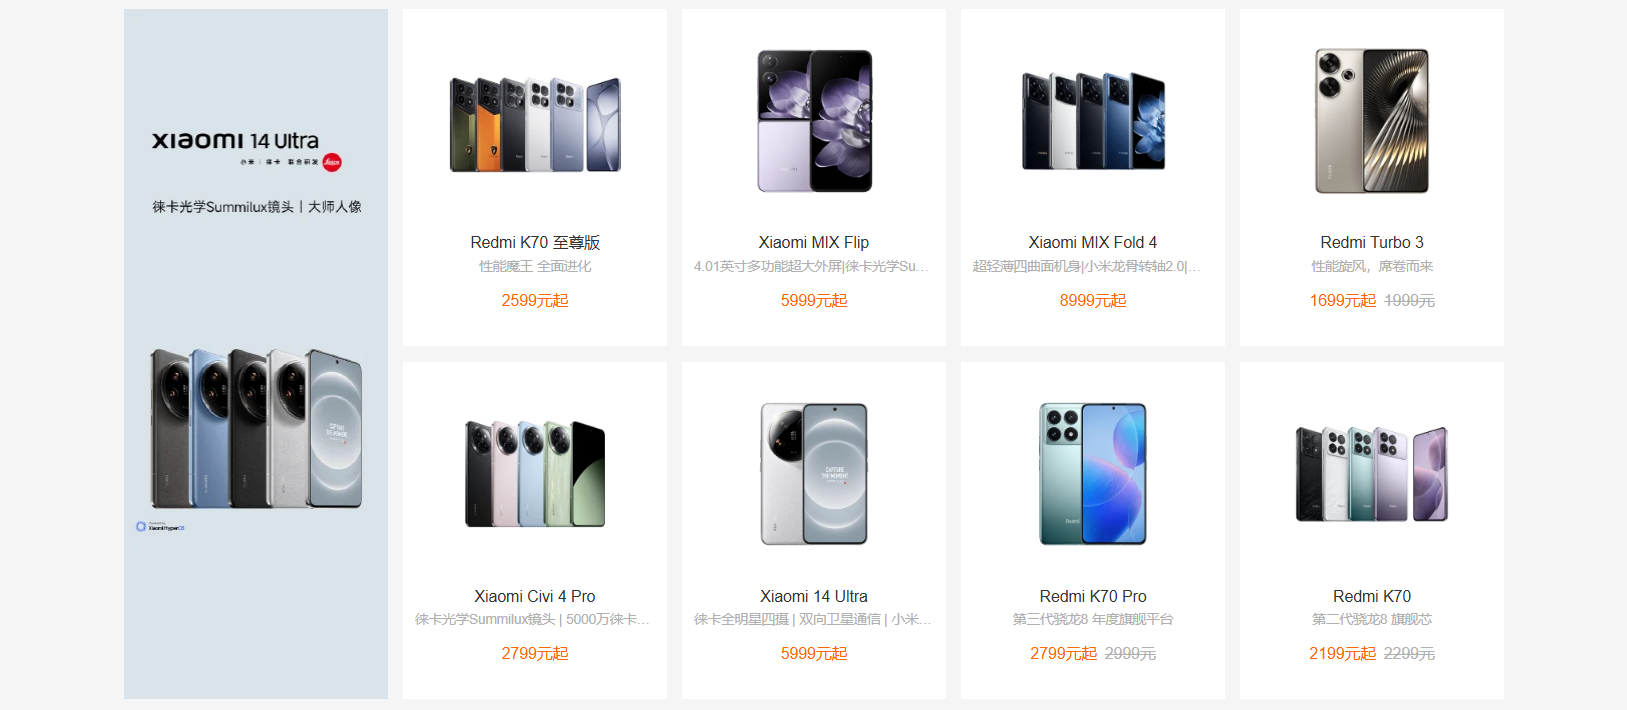 xiaomi 14 Ultra
小米 | 徕卡 联合研发 Leica
徕卡光学Summilux镜头 | 大师人像
Xiaomi HyperOS
Redmi K70 至尊版
性能魔王 全面进化
2599元起
Xiaomi MIX Flip
4.01英寸多功能超大外屏|徕卡光学Su...
5999元起
Xiaomi MIX Fold 4
超轻薄四曲面机身|小米龙骨转轴2.0|...
8999元起
Redmi Turbo 3
性能旋风，席卷而来
1699元起 1999元
Xiaomi Civi 4 Pro
徕卡光学Summilux镜头 | 5000万徕卡...
2799元起
CAPTURE
THE MOMENT
Xiaomi 14 Ultra
徕卡全明星四摄 | 双向卫星通信 | 小米...
5999元起
Redmi
Redmi K70 Pro
第三代骁龙8 年度旗舰平台
2799元起 2999元
Redmi K70
第二代骁龙8 旗舰芯
2199元起 2299元